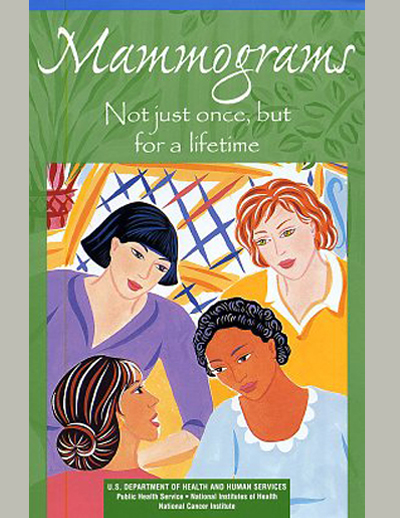 Mammograms
Not just once, but
for a lifetime
U.S. DEPARTMENT OF HEALTH AND HUMAN SERVICES
Public Health Service • National Institutes of Health
National Cancer Institute